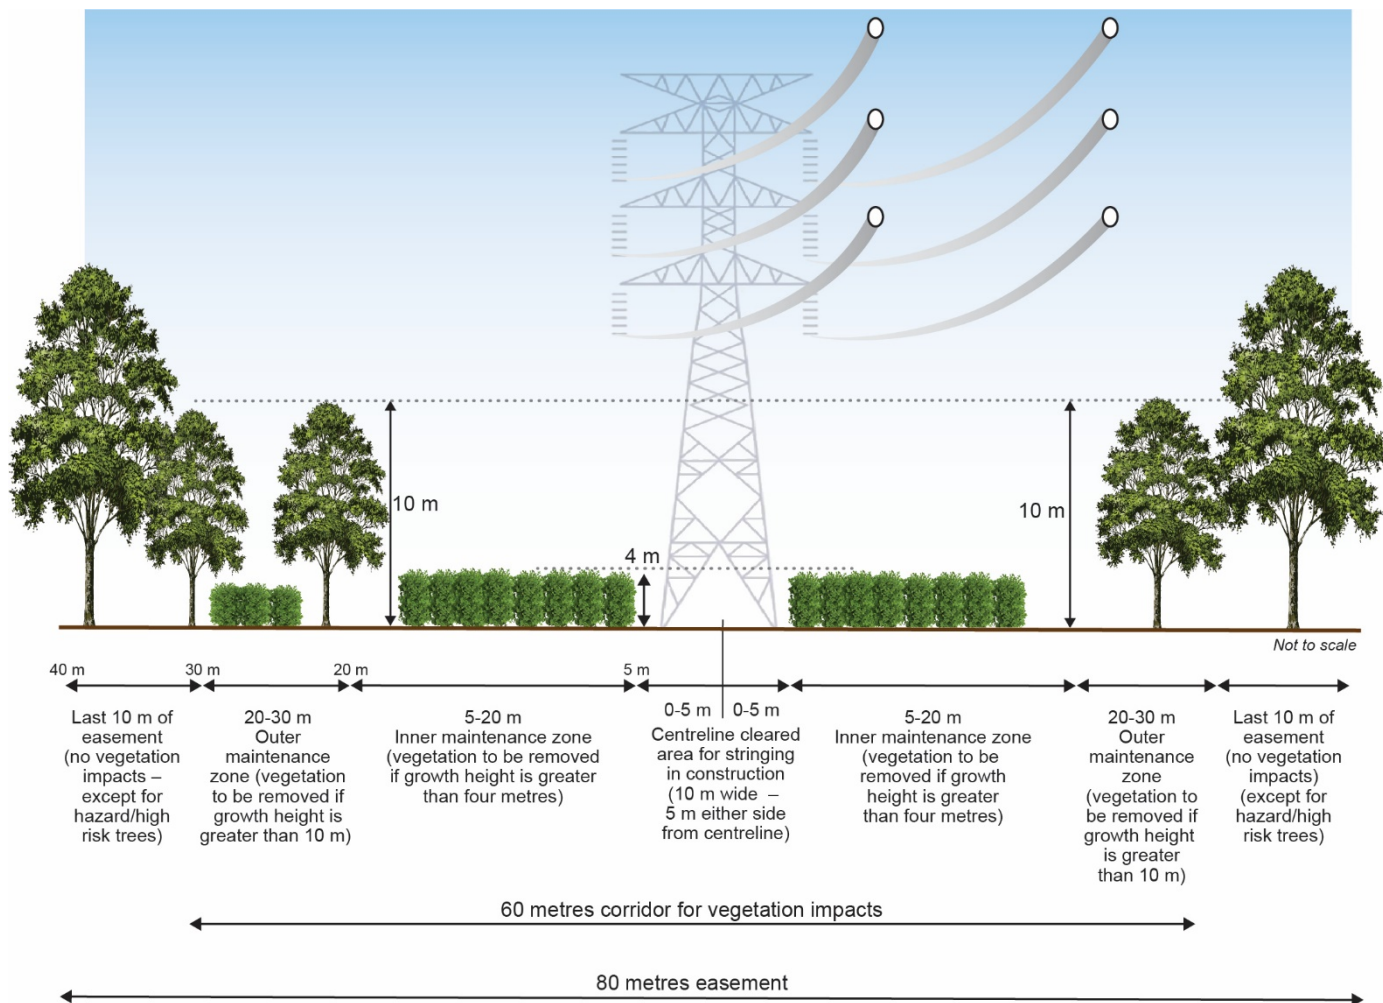 10 m
4 m
10 m
Not to scale
40 m
30 m
20 m
5 m
Last 10 m of
easement
(no vegetation
impacts –
except for
hazard/high
risk trees)
20-30 m
Outer
maintenance
zone (vegetation
to be removed if
growth height is
greater than 10 m)
5-20 m
Inner maintenance zone
(vegetation to be removed
if growth height is greater
than four metres)
0-5 m
0-5 m
Centreline cleared
area for stringing
in construction
(10 m wide –
5 m either side
from centreline)
5-20 m
Inner maintenance zone
(vegetation to be
removed if growth
height is greater
than four metres)
20-30 m
Outer
maintenance
zone
(vegetation to
be removed if
growth height
is greater
than 10 m)
Last 10 m of
easement
(no vegetation
impacts)
(except for
hazard/high
risk trees)
60 metres corridor for vegetation impacts
80 metres easement